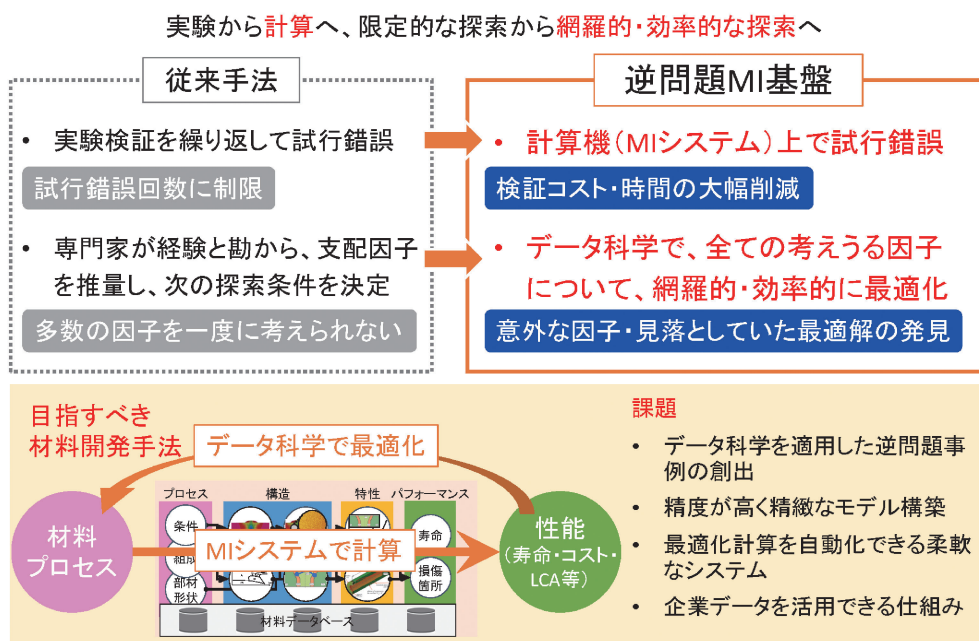 実験から計算へ、限定的な探索から網羅的・効率的な探索へ
従来手法
・ 実験検証を繰り返して試行錯誤
試行錯誤回数に制限
・ 専門家が経験と勘から、支配因子
を推量し、次の探索条件を決定
多数の因子を一度に考えられない
逆問題MI基盤
・ 計算機(MIシステム)上で試行錯誤
検証コスト・時間の大幅削減
・ データ科学で、全ての考えうる因子
について、網羅的・効率的に最適化
意外な因子・見落としていた最適解の発見
目指すべき
材料開発手法
データ科学で最適化
材料
プロセス
プロセス 構造 特性 パフォーマンス
条件
組成
部材
形状
MIシステムで計算
寿命
損傷
箇所
材料データベース
性能
(寿命・コスト・
LCA等)
課題
・ データ科学を適用した逆問題事
例の創出
・ 精度が高く精緻なモデル構築
・ 最適化計算を自動化できる柔軟
なシステム
・ 企業データを活用できる仕組み